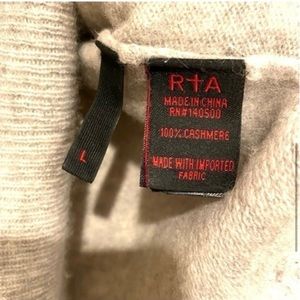 R†A
MADE IN CHINA
RN#140500
100% CASHMERE
MADE WITH IMPORTED
FABRIC
L